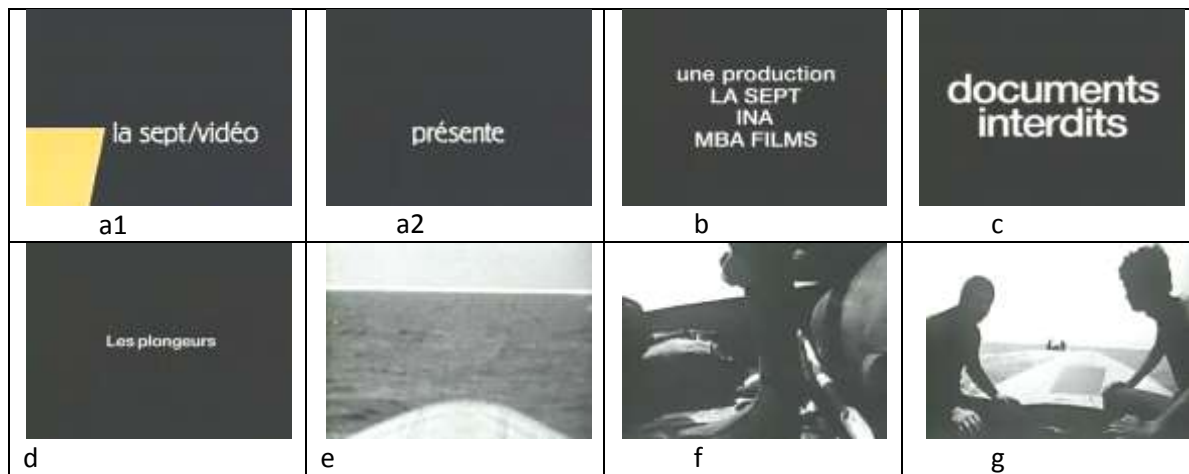 la sept/vidéo
présente
une production
LA SEPT
INA
MBA FILMS
documents
interdits
a1
a2
b
c
Les plongeurs
d
e
f
g